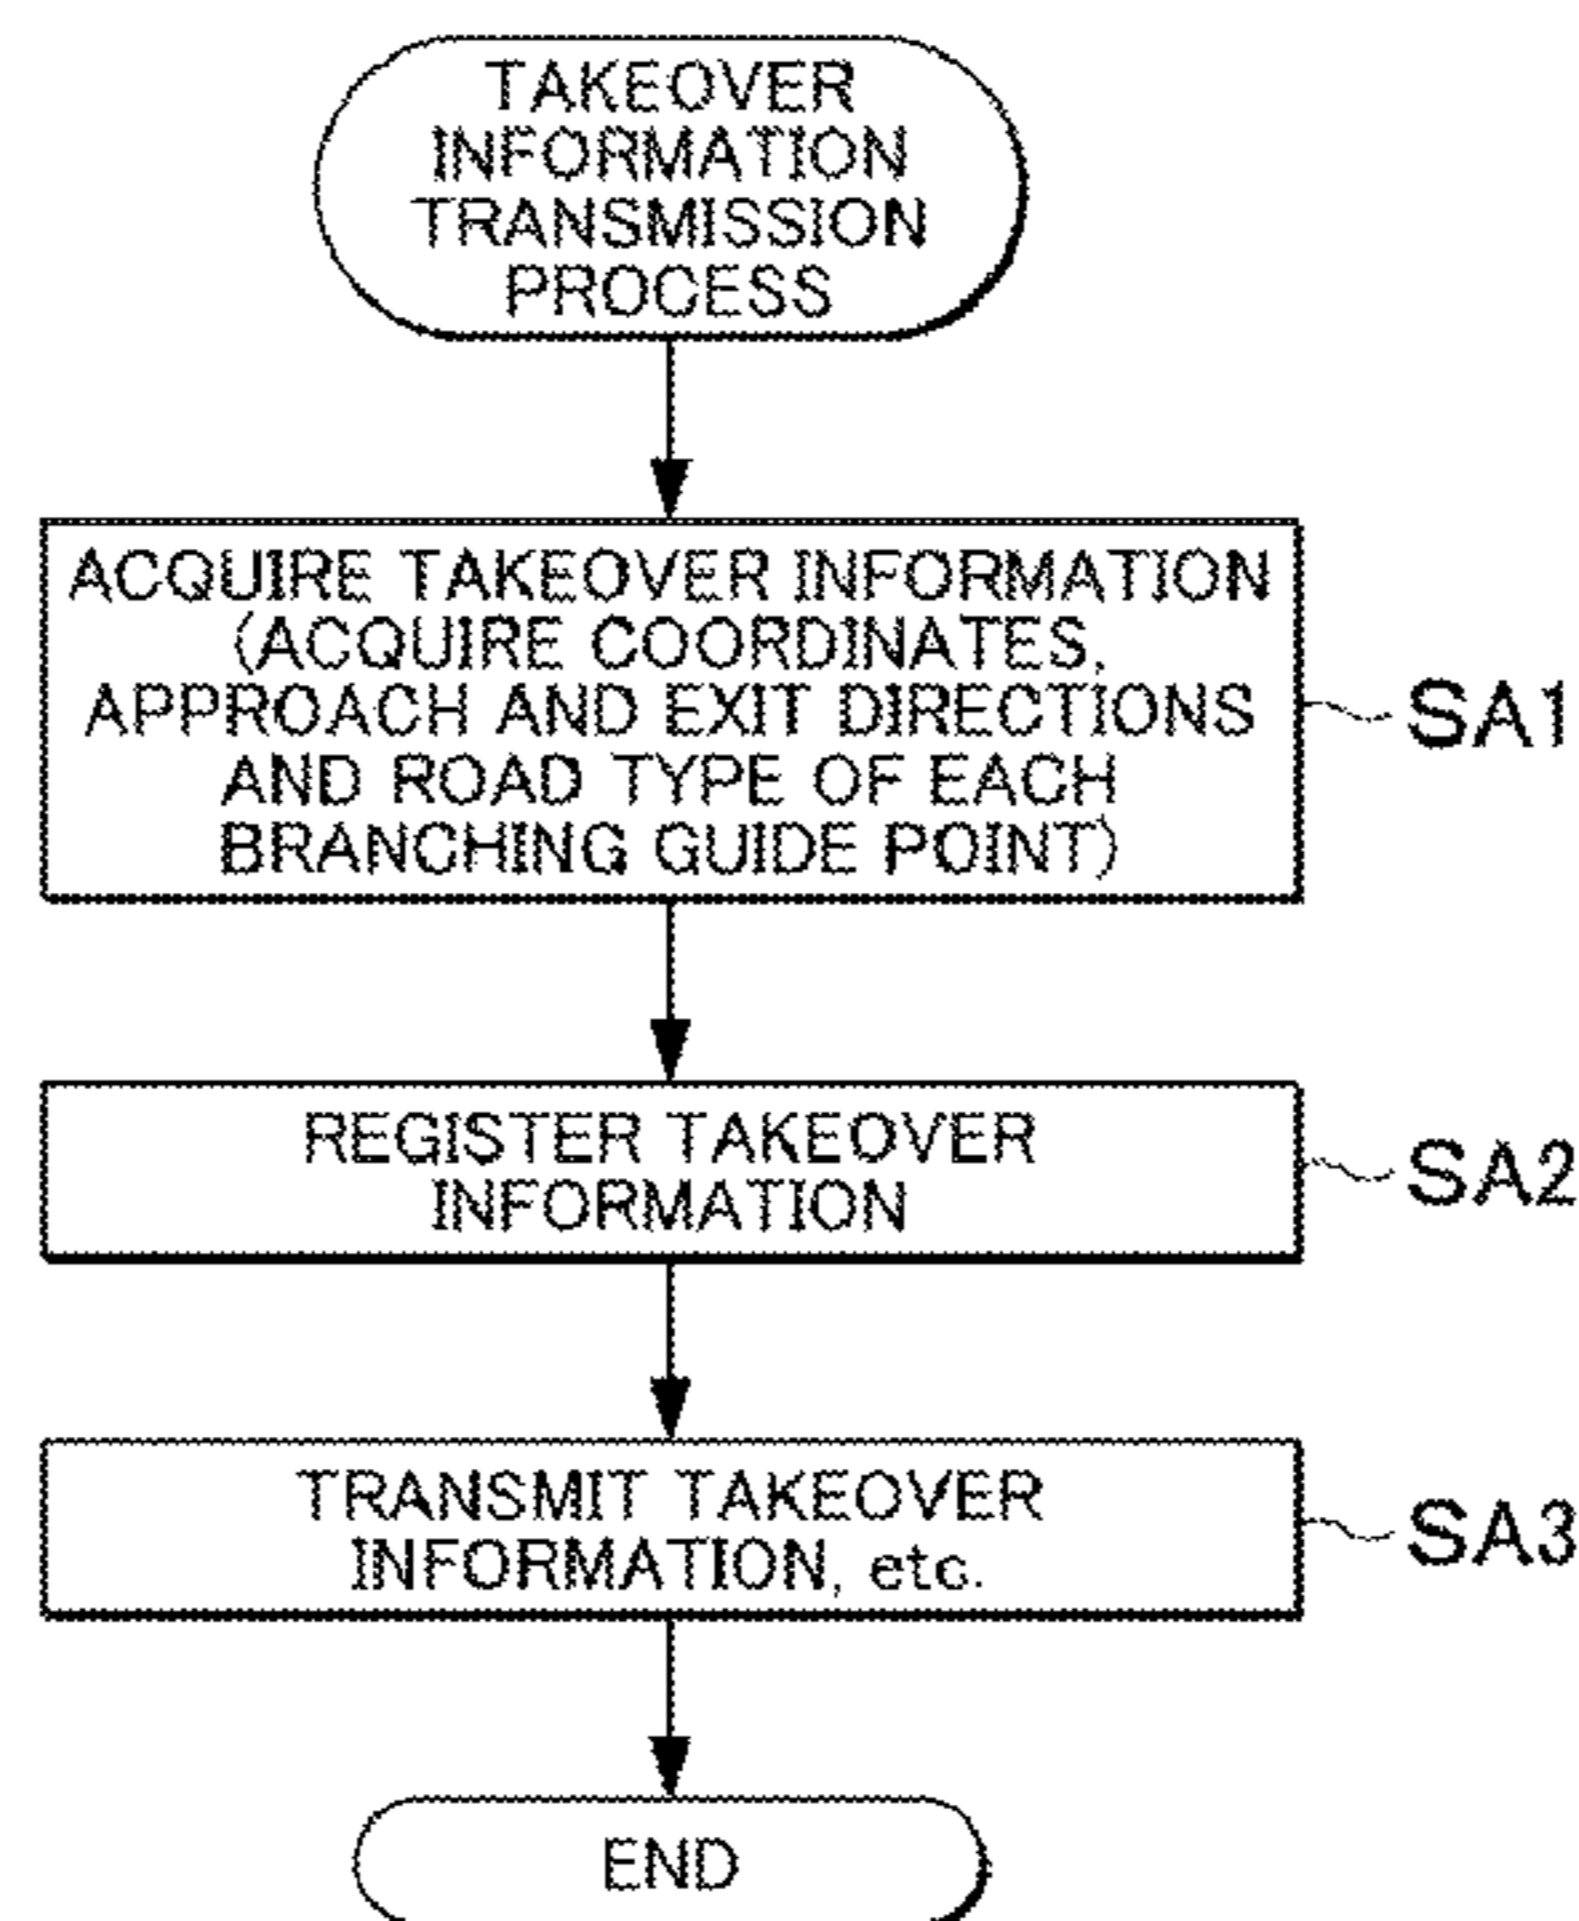 TAKEOVER
INFORMATION
TRANSMISSION
PROCESS
ACQUIRE TAKEOVER INFORMATION
(ACQUIRE COORDINATES,
APPROACH AND EXIT DIRECTIONS
AND ROAD TYPE OF EACH
BRANCHING GUIDE POINT)
SA1
REGISTER TAKEOVER
INFORMATION
SA2
TRANSMIT TAKEOVER
INFORMATION, etc.
SA3
END